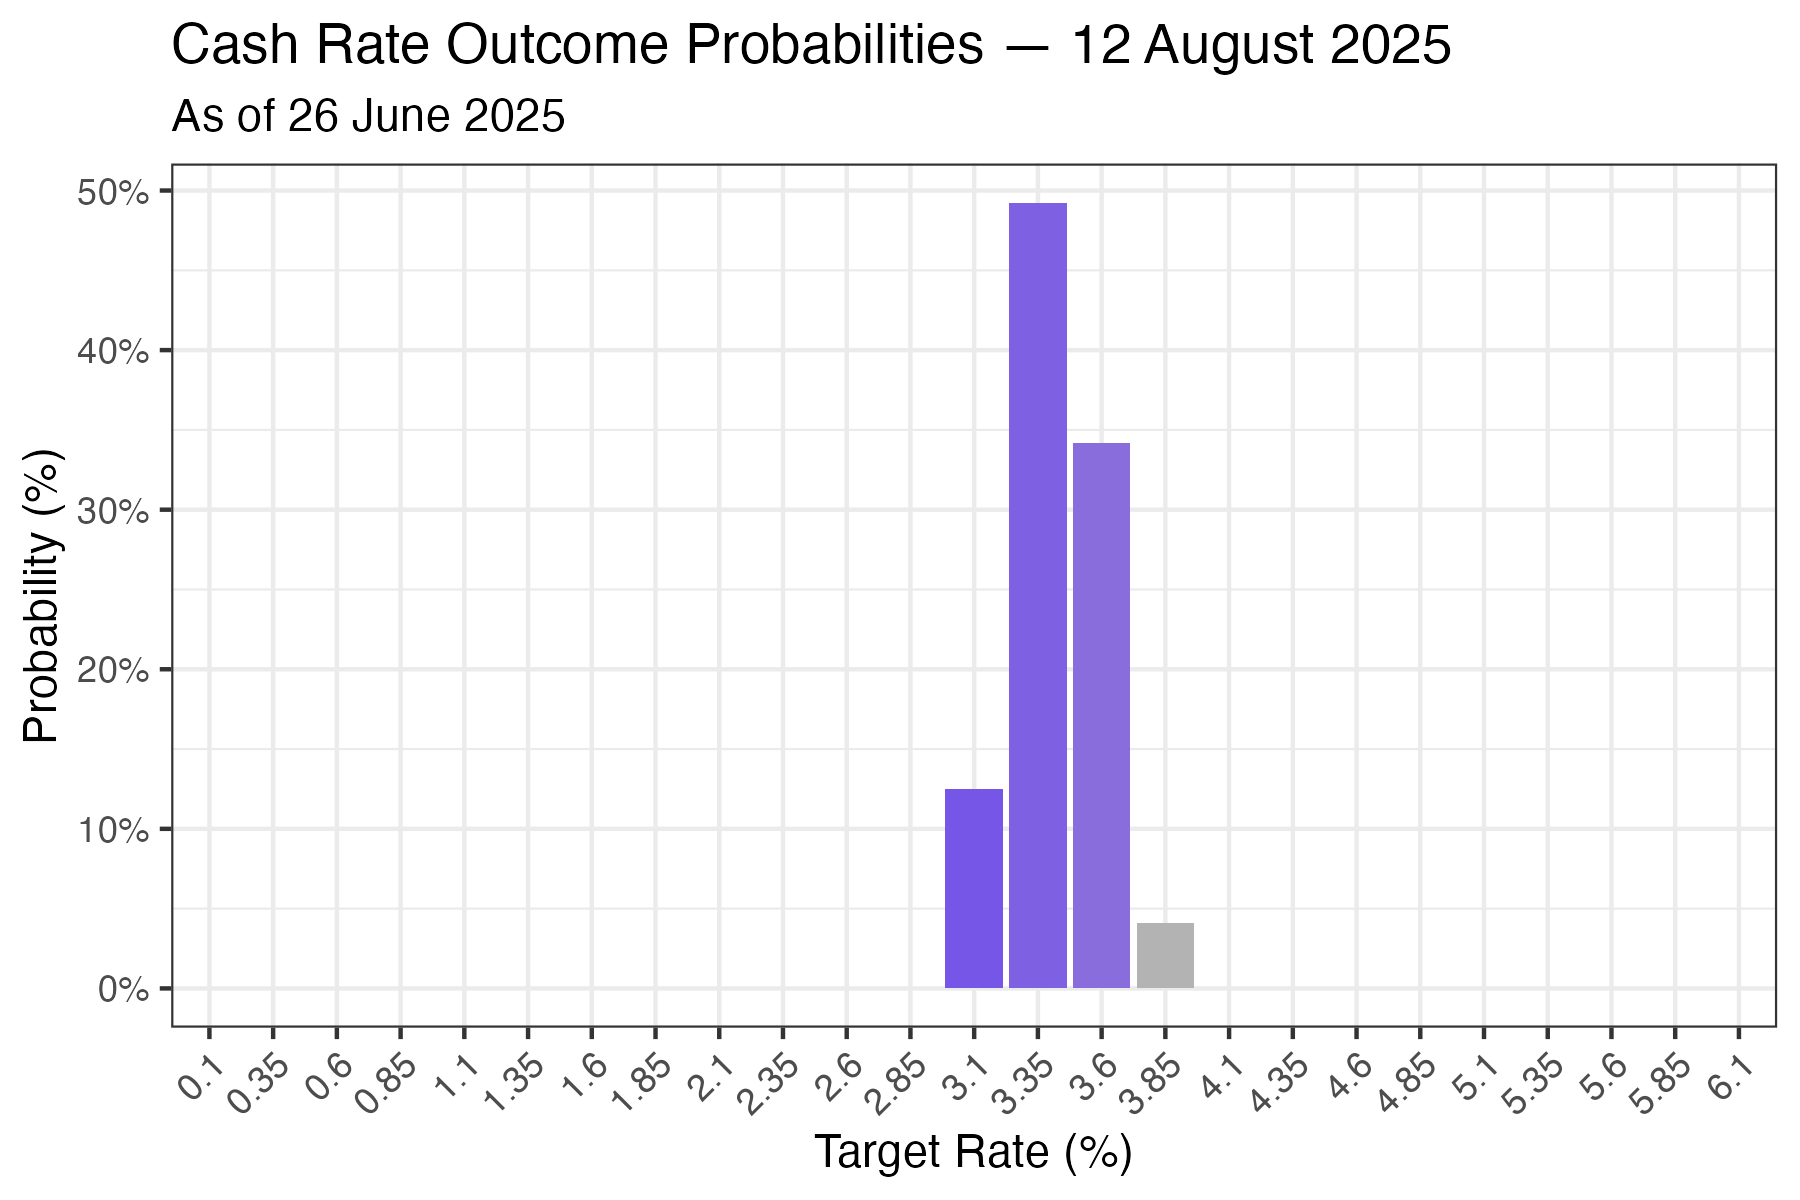 Cash Rate Outcome Probabilities — 12 August 2025
As of 26 June 2025
Probability (%)
50%
40%
30%
20%
10%
0%
0.1 0.35 0.6 0.85 1.1 1.35 1.6 1.85 2.1 2.35 2.6 2.85 3.1 3.35 3.6 3.85 4.1 4.35 4.6 4.85 5.1 5.35 5.6 5.85 6.1
Target Rate (%)